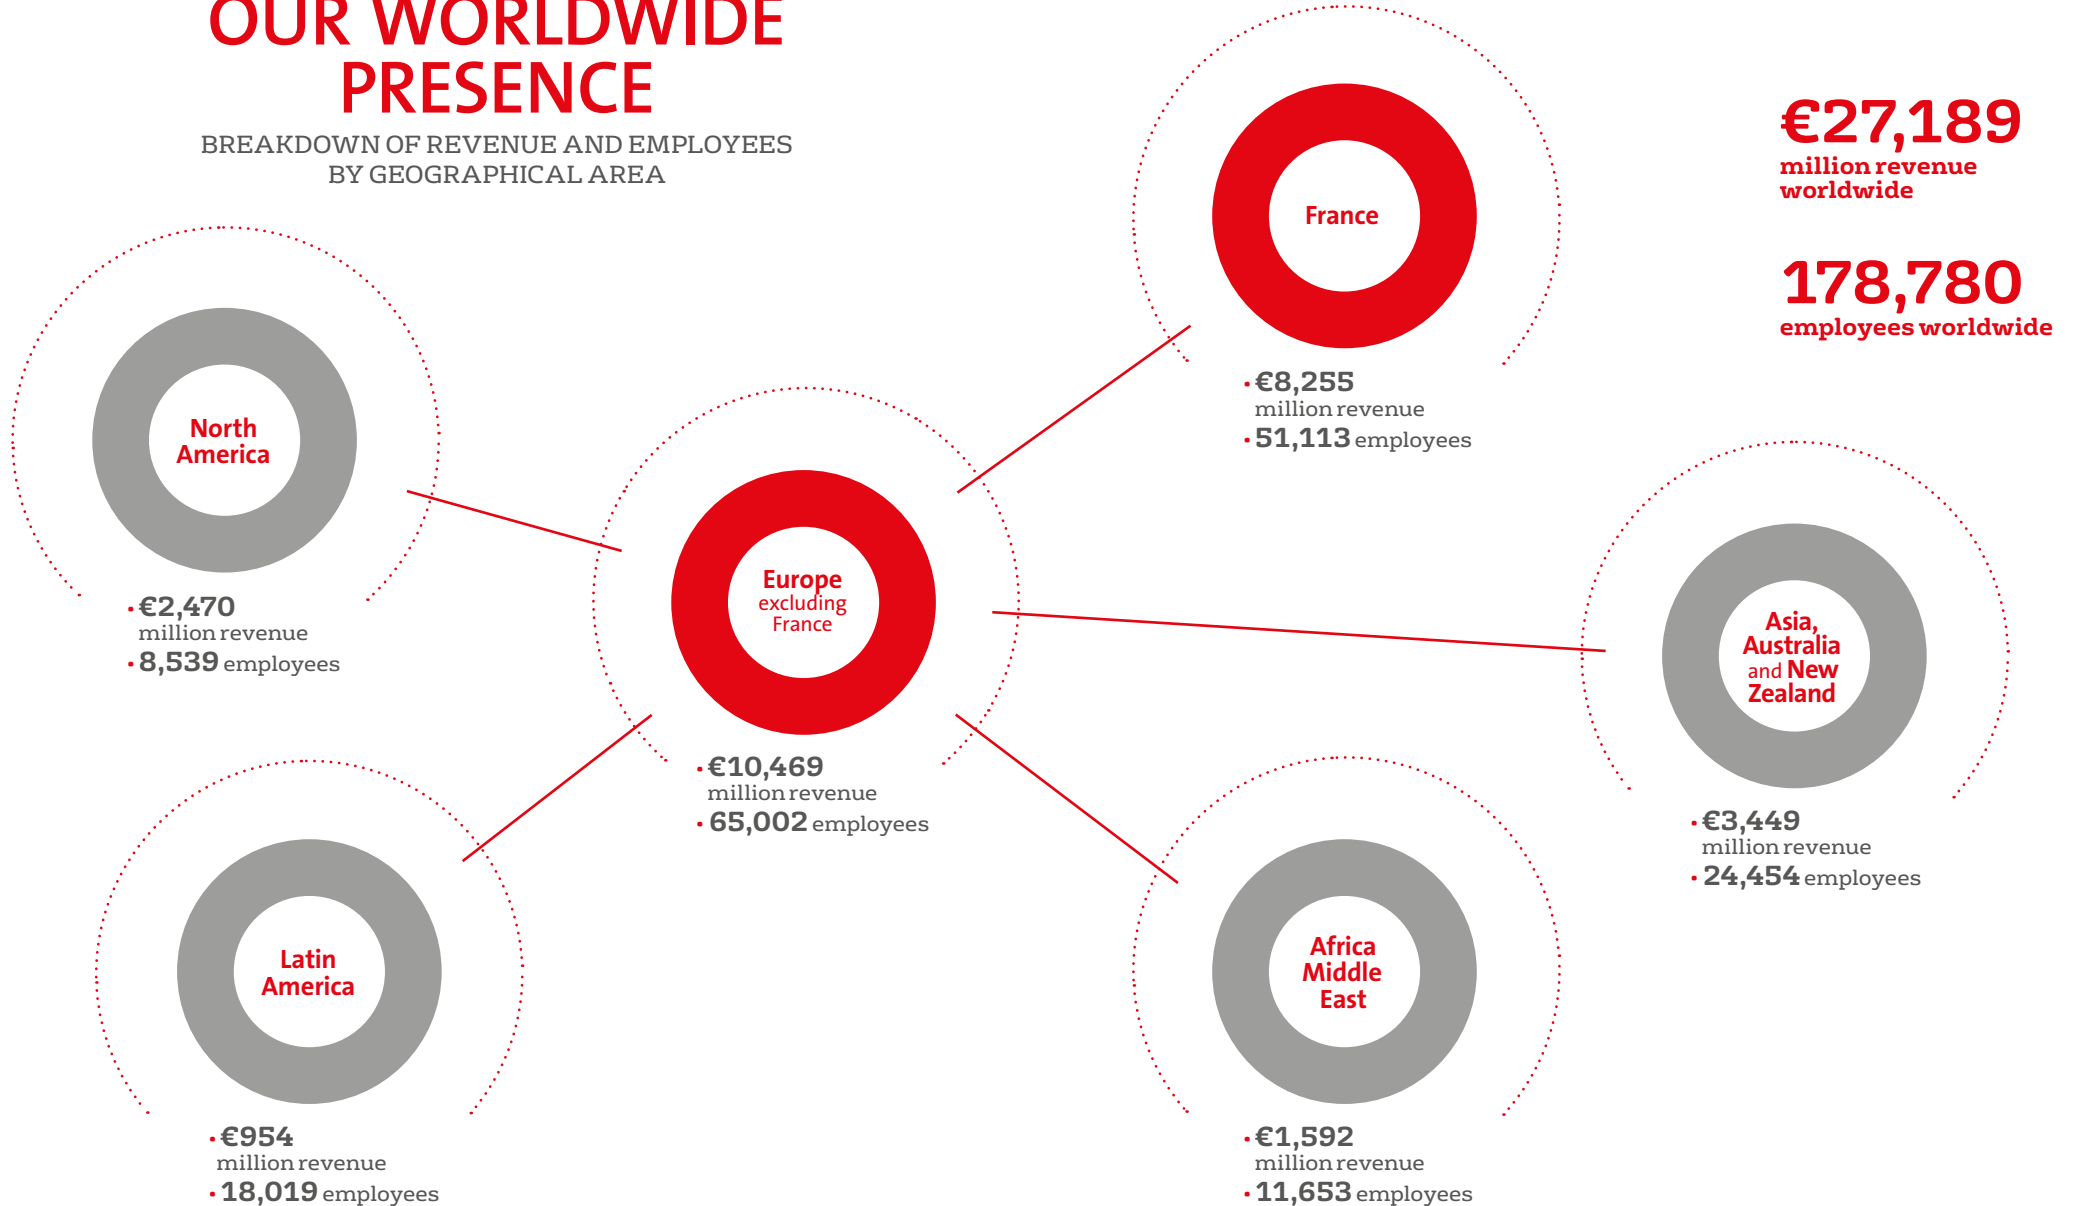 OUR WORLDWIDE
PRESENCE
BREAKDOWN OF REVENUE AND EMPLOYEES
BY GEOGRAPHICAL AREA
€27,189
million revenue
worldwide
178,780
employees worldwide
France
• €8,255
million revenue
• 51,113 employees
North
America
• €2,470
million revenue
• 8,539 employees
Europe
excluding
France
• €10,469
million revenue
• 65,002 employees
Asia,
Australia
and New
Zealand
• €3,449
million revenue
• 24,454 employees
Latin
America
• €954
million revenue
• 18,019 employees
Africa
Middle
East
• €1,592
million revenue
• 11,653 employees